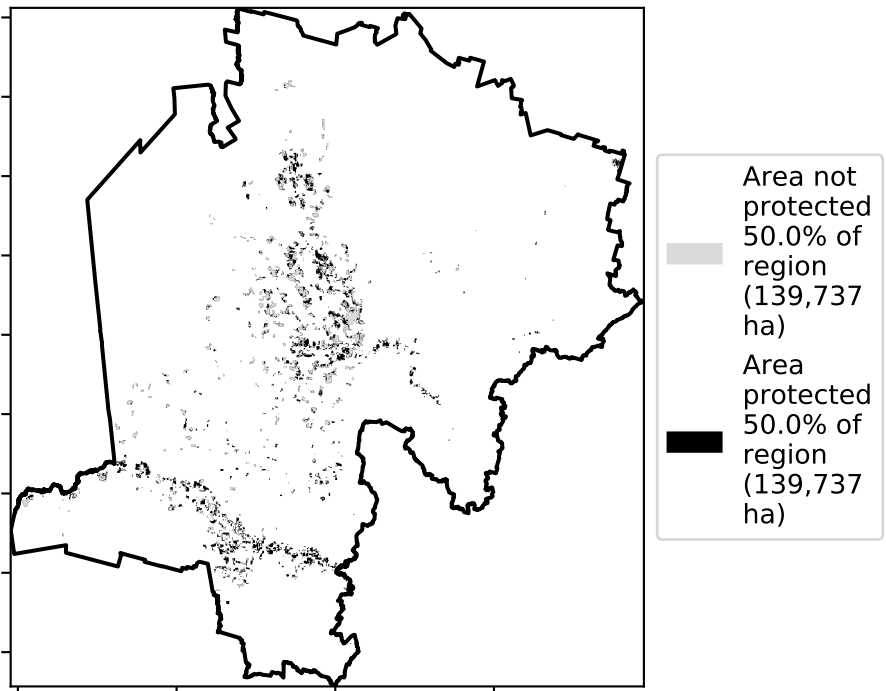 Area not
protected
50.0% of
region
(139,737
ha)
Area
protected
50.0% of
region
(139,737
ha)